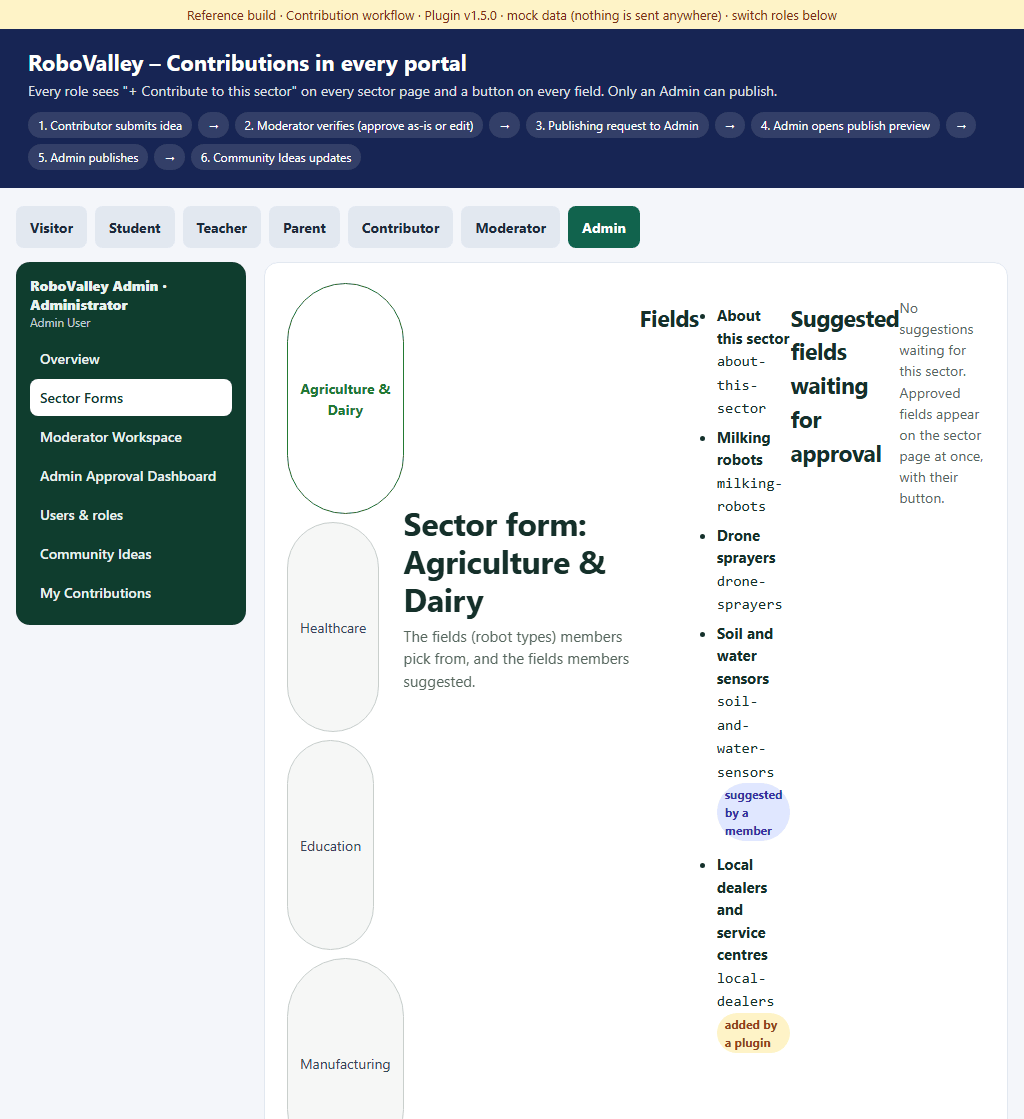 Reference build · Contribution workflow · Plugin v1.5.0 · mock data (nothing is sent anywhere) · switch roles below
RoboValley – Contributions in every portal
Every role sees "+ Contribute to this sector" on every sector page and a button on every field. Only an Admin can publish.
1. Contributor submits idea → 2. Moderator verifies (approve as-is or edit) → 3. Publishing request to Admin → 4. Admin opens publish preview →
5. Admin publishes → 6. Community Ideas updates
Visitor Student Teacher Parent Contributor Moderator Admin
RoboValley Admin ·
Administrator
Admin User
Overview
Sector Forms
Moderator Workspace
Admin Approval Dashboard
Users & roles
Community Ideas
My Contributions
Agriculture &
Dairy
Healthcare
Education
Manufacturing
Sector form:
Agriculture &
Dairy
The fields (robot types) members
pick from, and the fields members
suggested.
Fields
• About
this sector
about-
this-
sector
• Milking
robots
milking-
robots
• Drone
sprayers
drone-
sprayers
• Soil and
water
sensors
soil-
and-
water-
sensors
suggested
by a
member
• Local
dealers
and
service
centres
local-
dealers
added by
a plugin
Suggested
fields
waiting
for
approval
No
suggestions
waiting for
this sector.
Approved
fields appear
on the sector
page at once,
with their
button.